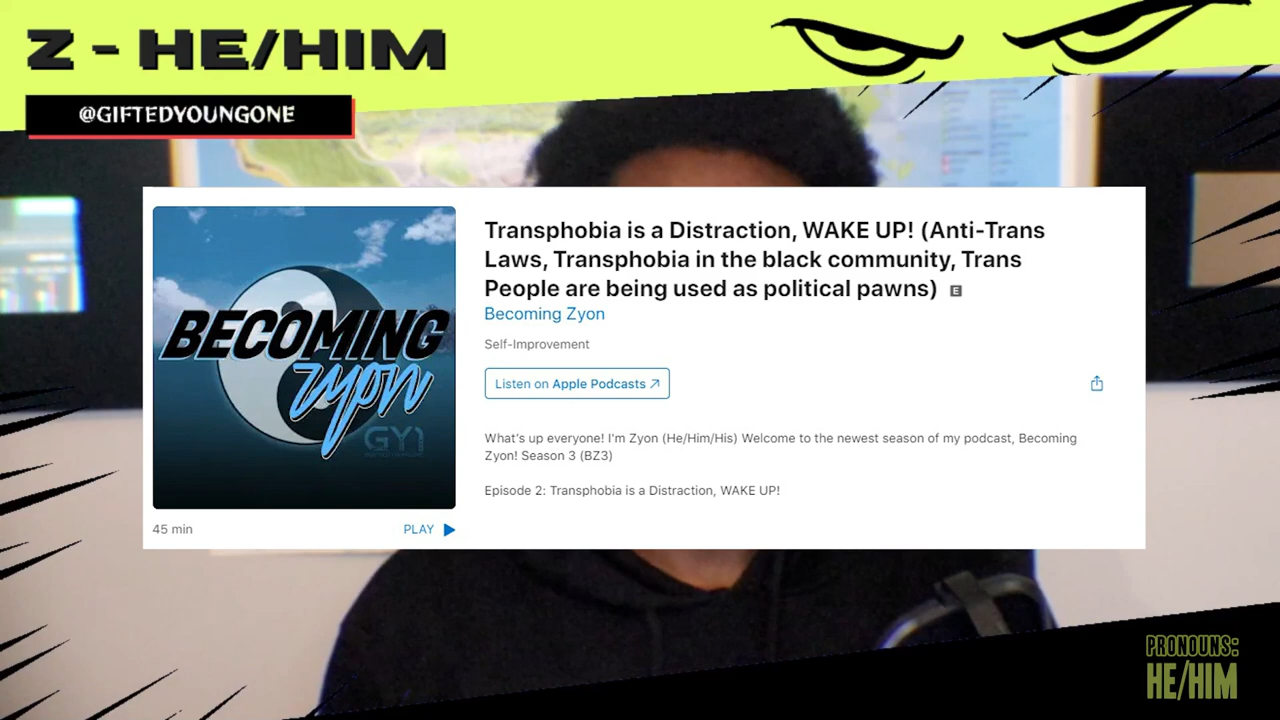 Z - HE/HIM
@GIFTEDYOUNGONE
Transphobia is a Distraction, WAKE UP! (Anti-Trans
Laws, Transphobia in the black community, Trans
People are being used as political pawns) E
Becoming Zyon
Self-Improvement
Listen on Apple Podcasts
What's up everyone! I'm Zyon (He/Him/His) Welcome to the newest season of my podcast, Becoming
Zyon! Season 3 (BZ3)
Episode 2: Transphobia is a Distraction, WAKE UP!
BECOMING
zyon
GY1
45 min
PLAY
PRONOUNS:
HE/HIM